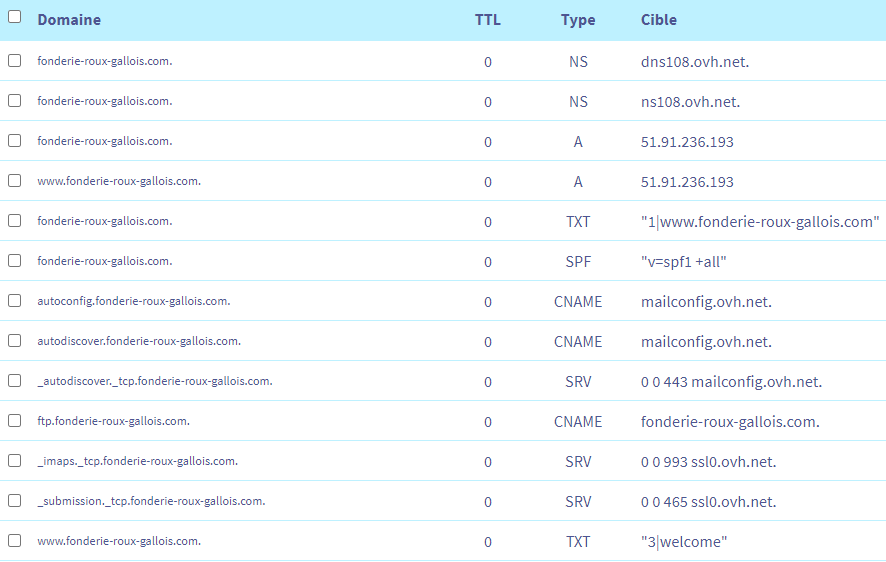 Domaine TTL Type Cible
fonderie-roux-gallois.com. 0 NS dns108.ovh.net.
fonderie-roux-gallois.com. 0 NS ns108.ovh.net.
fonderie-roux-gallois.com. 0 A 51.91.236.193
www.fonderie-roux-gallois.com. 0 A 51.91.236.193
fonderie-roux-gallois.com. 0 TXT "1|www.fonderie-roux-gallois.com"
fonderie-roux-gallois.com. 0 SPF "v=spf1 +all"
autoconfig.fonderie-roux-gallois.com. 0 CNAME mailconfig.ovh.net.
autodiscover.fonderie-roux-gallois.com. 0 CNAME mailconfig.ovh.net.
_autodiscover._tcp.fonderie-roux-gallois.com. 0 SRV 0 0 443 mailconfig.ovh.net.
ftp.fonderie-roux-gallois.com. 0 CNAME fonderie-roux-gallois.com.
_imaps._tcp.fonderie-roux-gallois.com. 0 SRV 0 0 993 ssl0.ovh.net.
_submission._tcp.fonderie-roux-gallois.com. 0 SRV 0 0 465 ssl0.ovh.net.
www.fonderie-roux-gallois.com. 0 TXT "3|welcome"